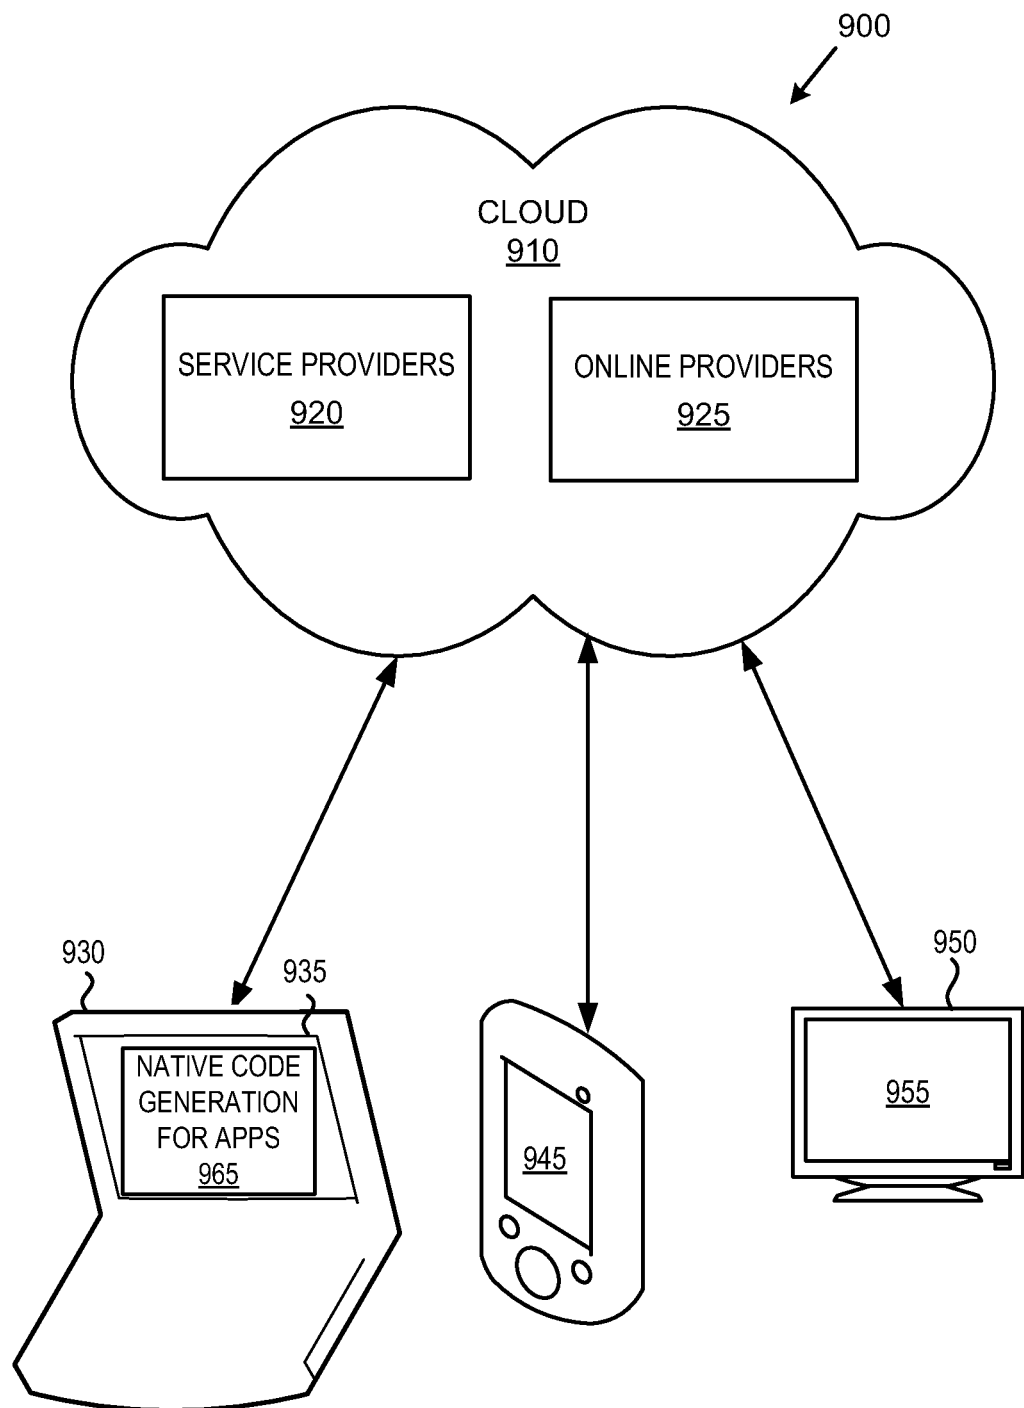 900
CLOUD
910
SERVICE PROVIDERS
920
ONLINE PROVIDERS
925
930
935
NATIVE CODE
GENERATION
FOR APPS
965
945
950
955